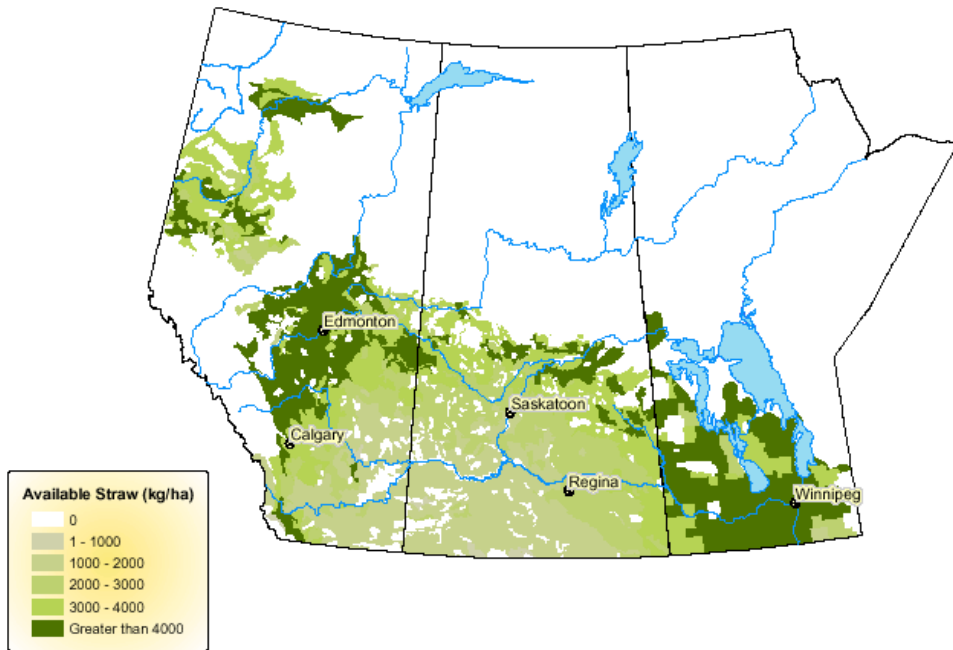 Edmonton
Saskatoon
Calgary
Regina
Winnipeg
Available Straw (kg/ha)
0
1 - 1000
1000 - 2000
2000 - 3000
3000 - 4000
Greater than 4000